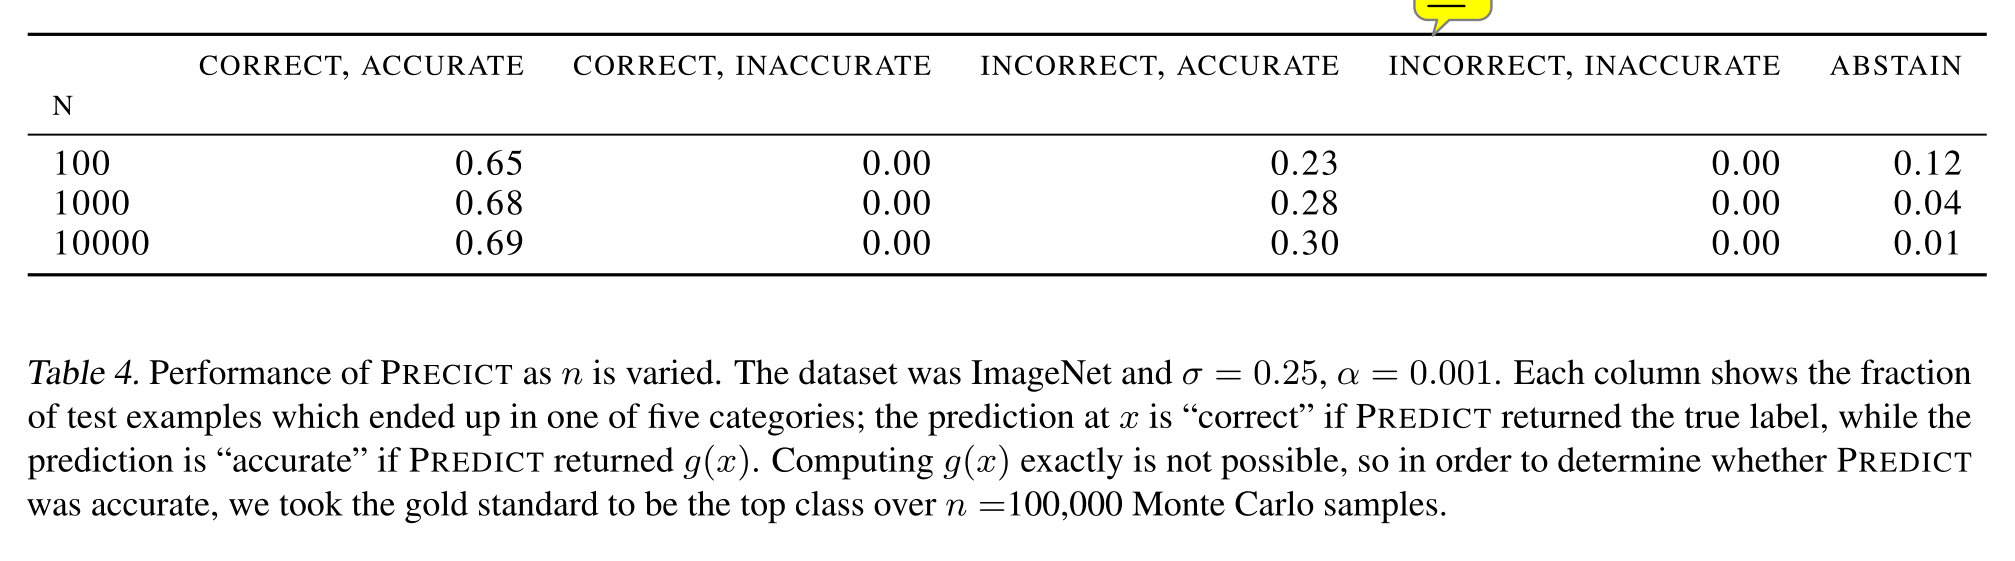 CORRECT, ACCURATE CORRECT, INACCURATE INCORRECT, ACCURATE INCORRECT, INACCURATE ABSTAIN
N
100 0.65 0.00 0.23 0.00 0.12
1000 0.68 0.00 0.28 0.00 0.04
10000 0.69 0.00 0.30 0.00 0.01
Table 4. Performance of PRECICT as n is varied. The dataset was ImageNet and σ = 0.25, α = 0.001. Each column shows the fraction
of test examples which ended up in one of five categories; the prediction at x is “correct” if PREDICT returned the true label, while the
prediction is “accurate” if PREDICT returned g(x). Computing g(x) exactly is not possible, so in order to determine whether PREDICT
was accurate, we took the gold standard to be the top class over n =100,000 Monte Carlo samples.